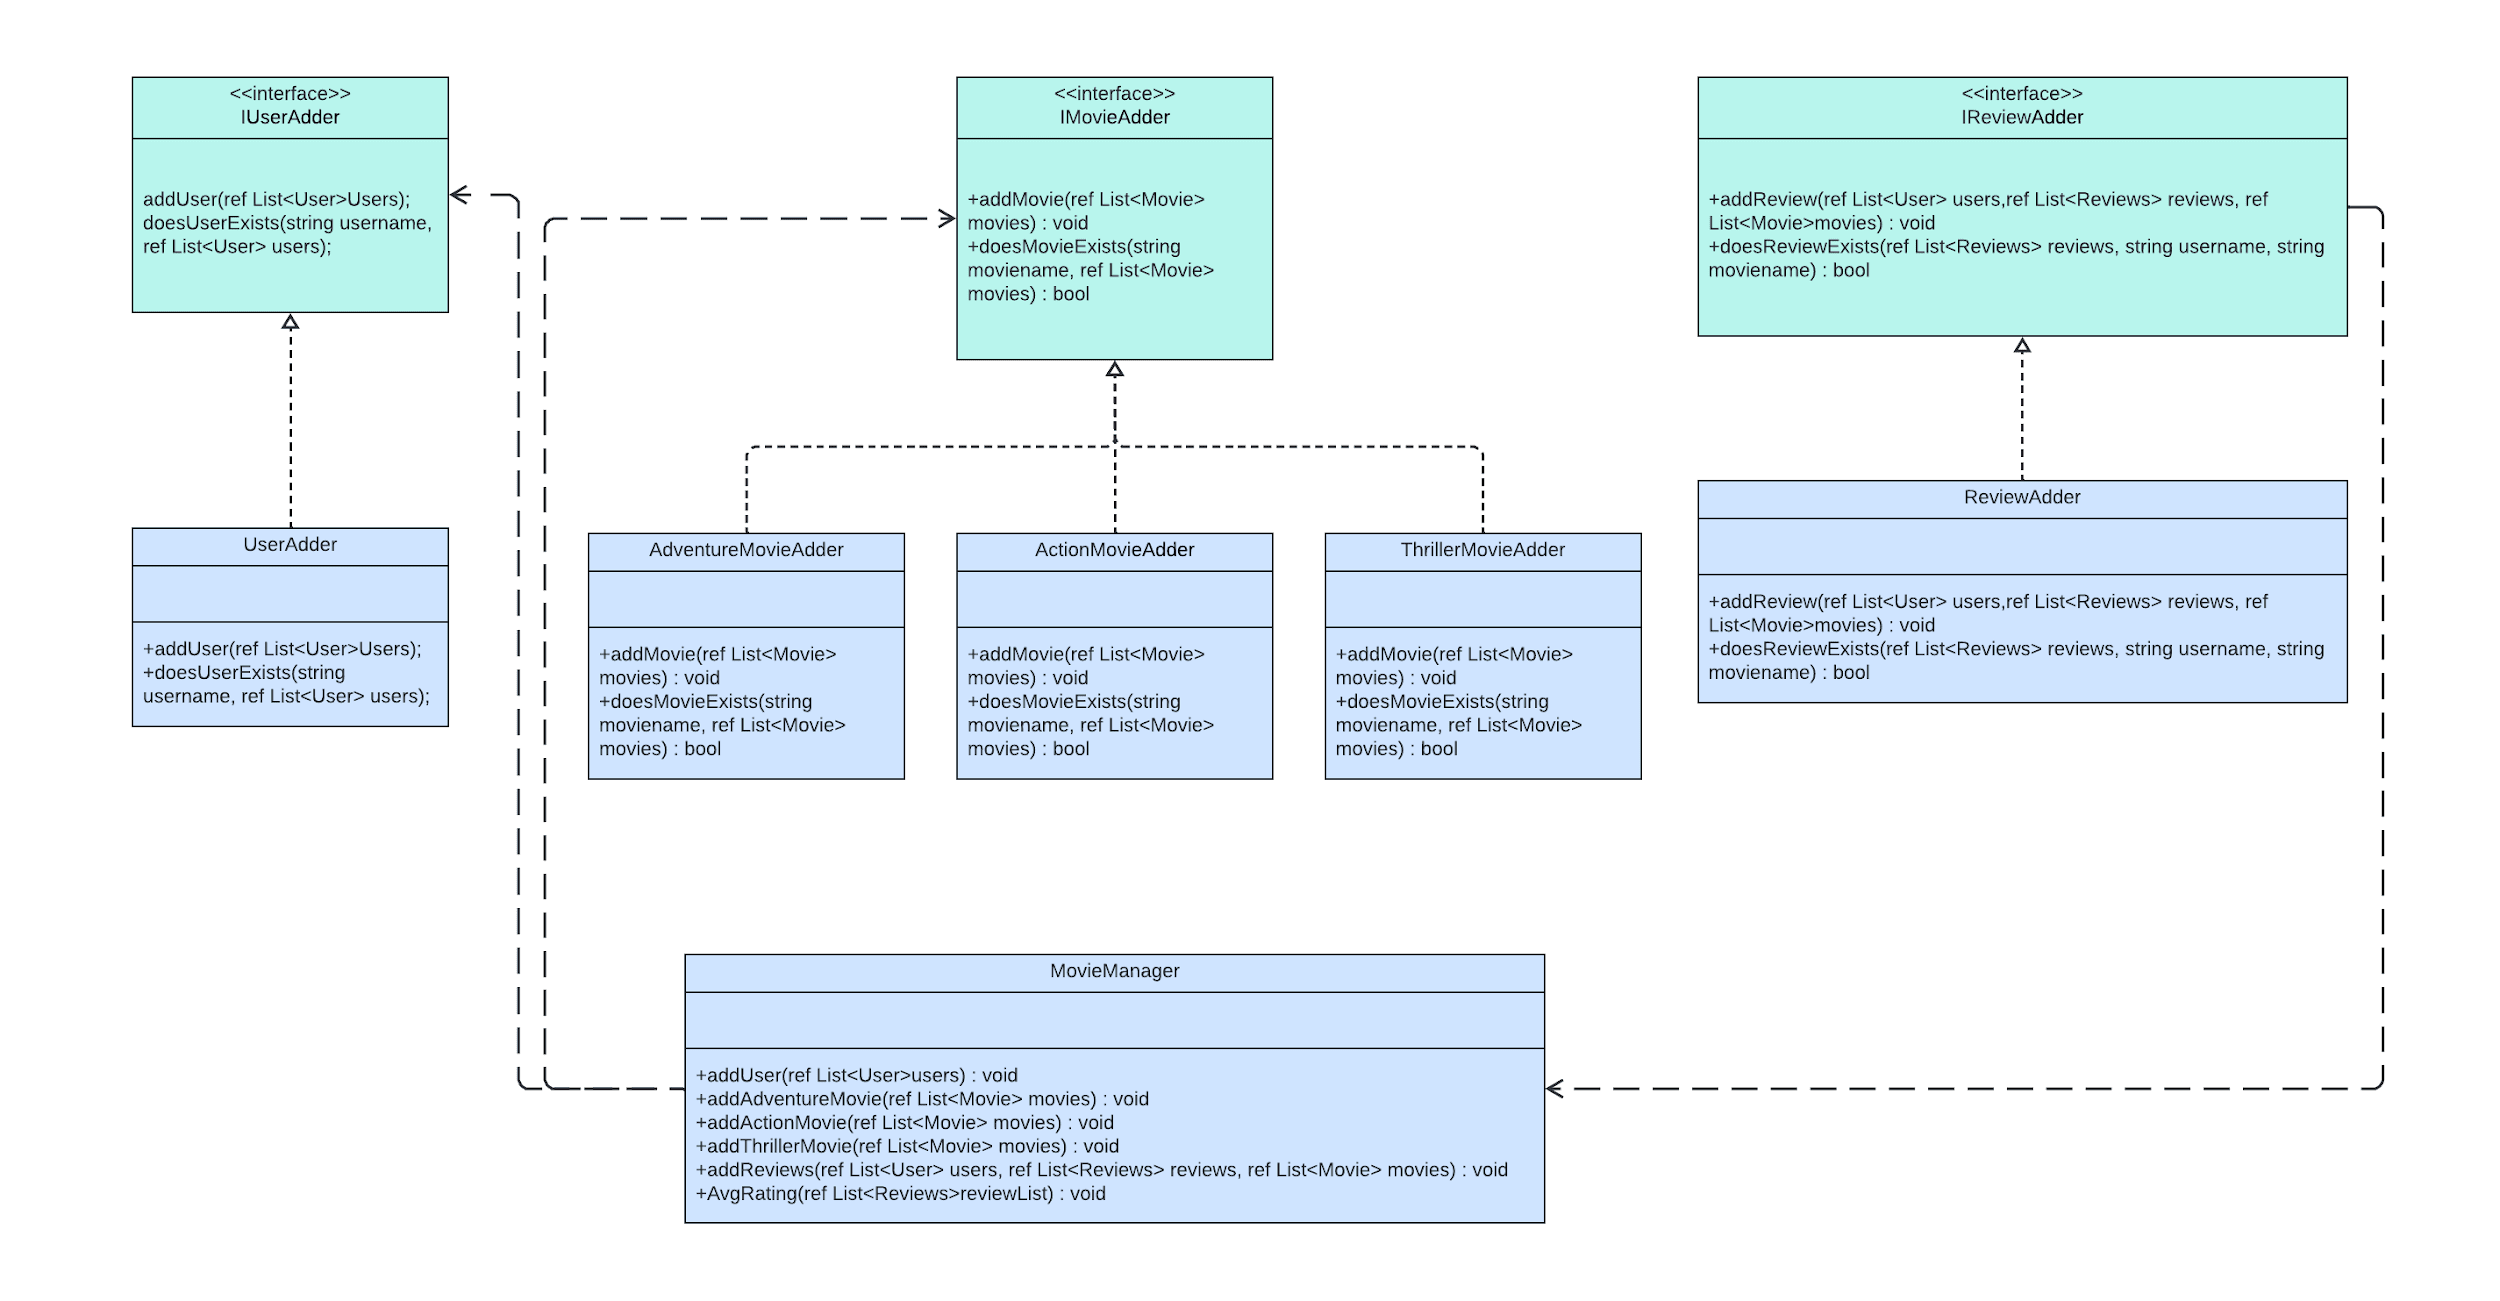 <<interface>>
IUserAdder
addUser(ref List<User>Users);
doesUserExists(string username,
ref List<User> users);
<<interface>>
IMovieAdder
+addMovie(ref List<Movie>
movies) : void
+doesMovieExists(string
moviename, ref List<Movie>
movies) : bool
<<interface>>
IReviewAdder
+addReview(ref List<User> users,ref List<Reviews> reviews, ref
List<Movie>movies) : void
+doesReviewExists(ref List<Reviews> reviews, string username, string
moviename) : bool
UserAdder
+addUser(ref List<User>Users);
+doesUserExists(string
username, ref List<User> users);
AdventureMovieAdder
+addMovie(ref List<Movie>
movies) : void
+doesMovieExists(string
moviename, ref List<Movie>
movies) : bool
ActionMovieAdder
+addMovie(ref List<Movie>
movies) : void
+doesMovieExists(string
moviename, ref List<Movie>
movies) : bool
ThrillerMovieAdder
+addMovie(ref List<Movie>
movies) : void
+doesMovieExists(string
moviename, ref List<Movie>
movies) : bool
ReviewAdder
+addReview(ref List<User> users,ref List<Reviews> reviews, ref
List<Movie>movies) : void
+doesReviewExists(ref List<Reviews> reviews, string username, string
moviename) : bool
MovieManager
+addUser(ref List<User>users) : void
+addAdventureMovie(ref List<Movie> movies) : void
+addActionMovie(ref List<Movie> movies) : void
+addThrillerMovie(ref List<Movie> movies) : void
+addReviews(ref List<User> users, ref List<Reviews> reviews, ref List<Movie> movies) : void
+AvgRating(ref List<Reviews>reviewList) : void